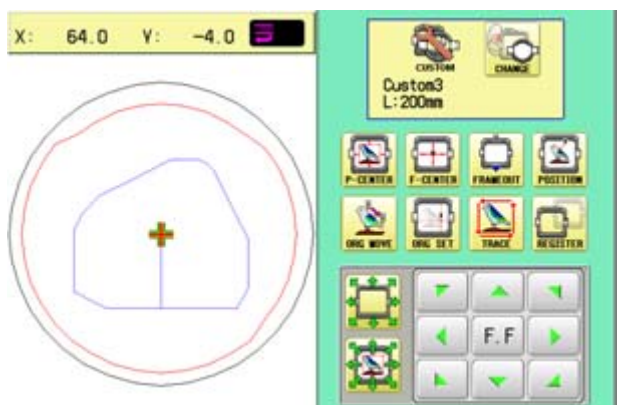 X: 64.0 Y: -4.0
CUSTOM CHANGE
Custom3
L:200mm
P-CENTER F-CENTER FRAMEOUT POSITION
ORG MOVE ORG SET TRACE REGISTER
F.F